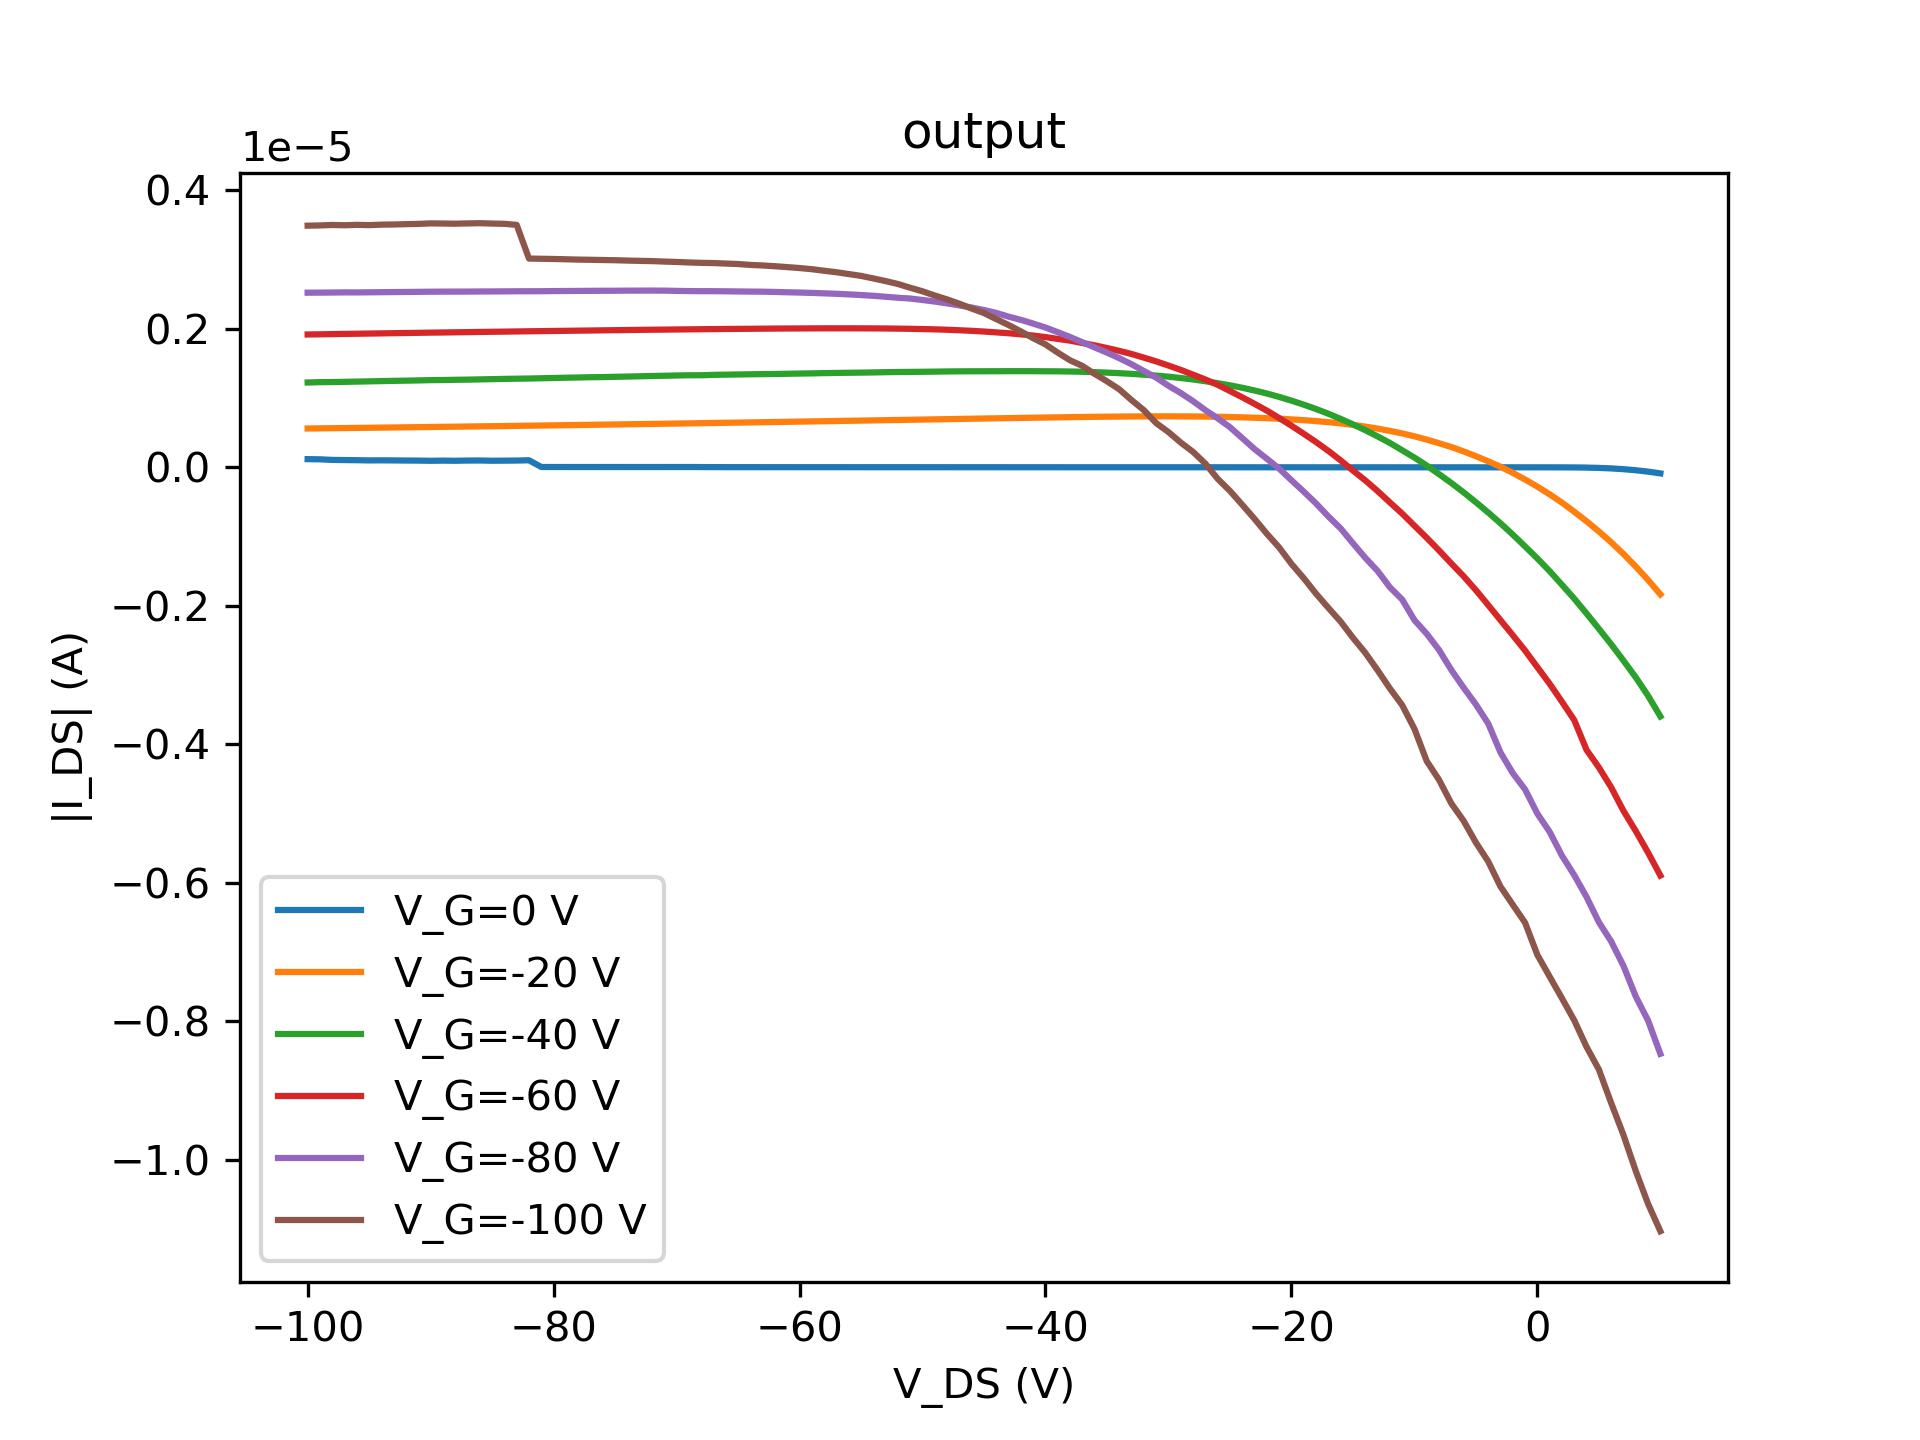 output
1e−5
0.4
0.2
0.0
−0.2
−0.4
−0.6
−0.8
−1.0
|I_DS| (A)
V_G=0 V
V_G=-20 V
V_G=-40 V
V_G=-60 V
V_G=-80 V
V_G=-100 V
−100 −80 −60 −40 −20 0
V_DS (V)